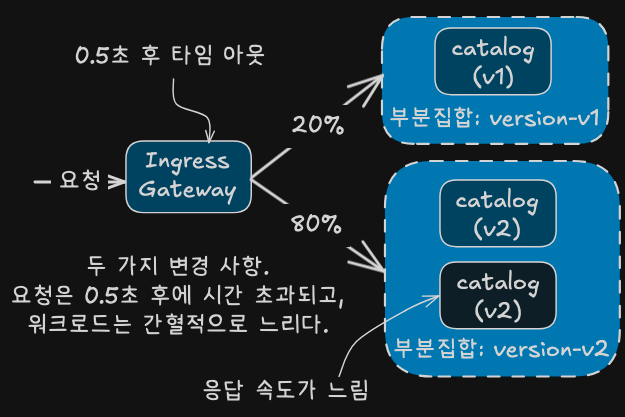 0.5초 후 타임 아웃
요청
Ingress
Gateway
20%
80%
catalog
(v1)
부분집합: version-v1
catalog
(v2)
catalog
(v2)
부분집합: version-v2
두 가지 변경 사항.
요청은 0.5초 후에 시간 초과되고,
워크로드는 간헐적으로 느리다.
응답 속도가 느림